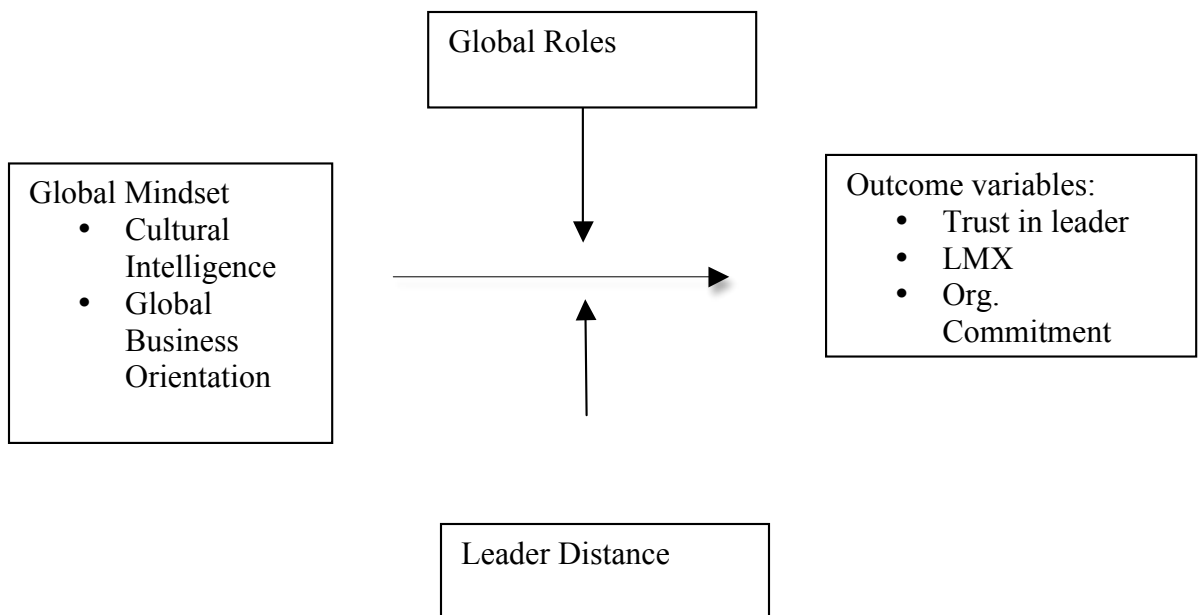 Global Roles
Global Mindset
• Cultural
Intelligence
• Global
Business
Orientation
Outcome variables:
• Trust in leader
• LMX
• Org.
Commitment
Leader Distance